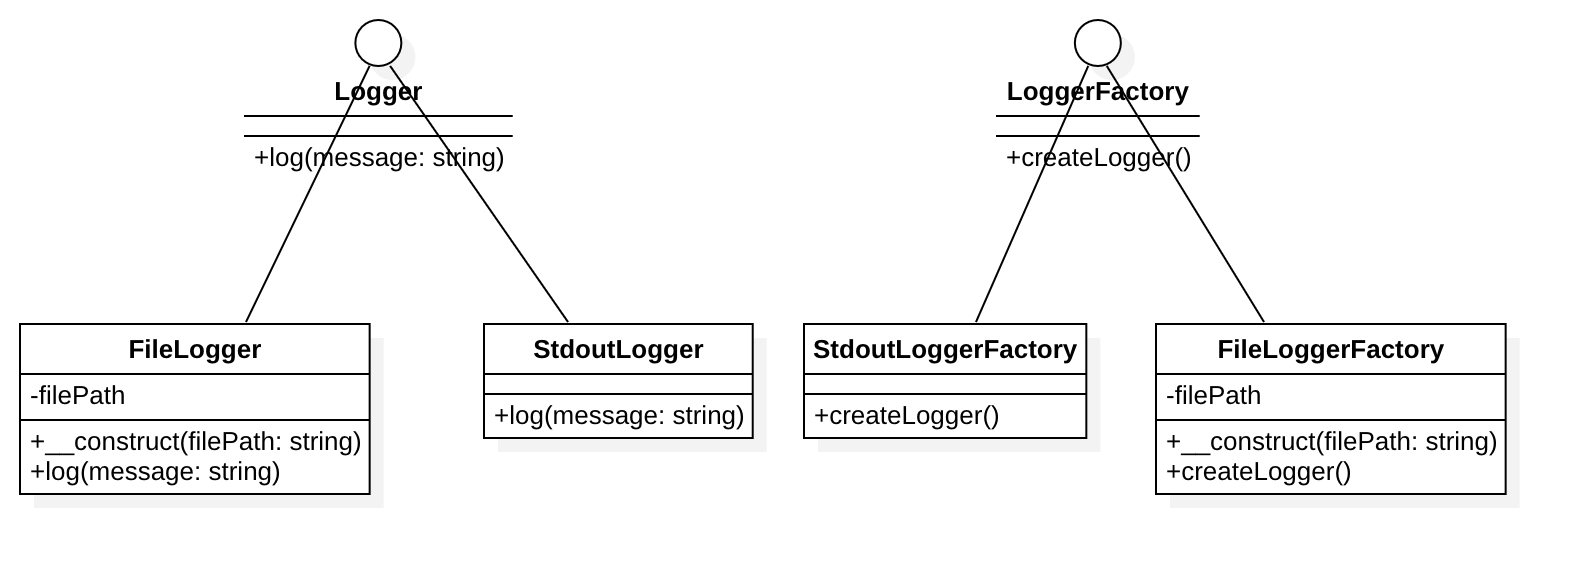 Logger
+log(message: string)
LoggerFactory
+createLogger()
FileLogger
-filePath
+__construct(filePath: string)
+log(message: string)
StdoutLogger
+log(message: string)
StdoutLoggerFactory
+createLogger()
FileLoggerFactory
-filePath
+__construct(filePath: string)
+createLogger()